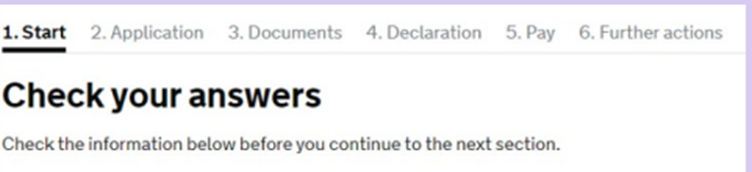 1. Start 2. Application 3. Documents 4. Declaration 5. Pay 6. Further actions
Check your answers
Check the information below before you continue to the next section.